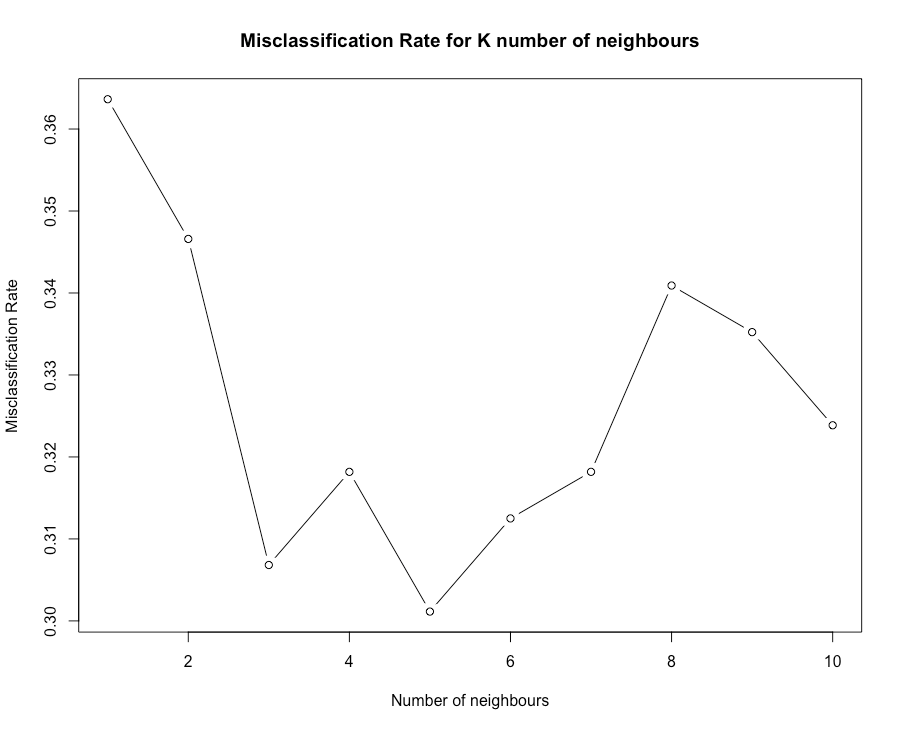 Misclassification Rate for K number of neighbours
Misclassification Rate
0.36
0.35
0.34
0.33
0.32
0.31
0.30
2 4 6 8 10
Number of neighbours